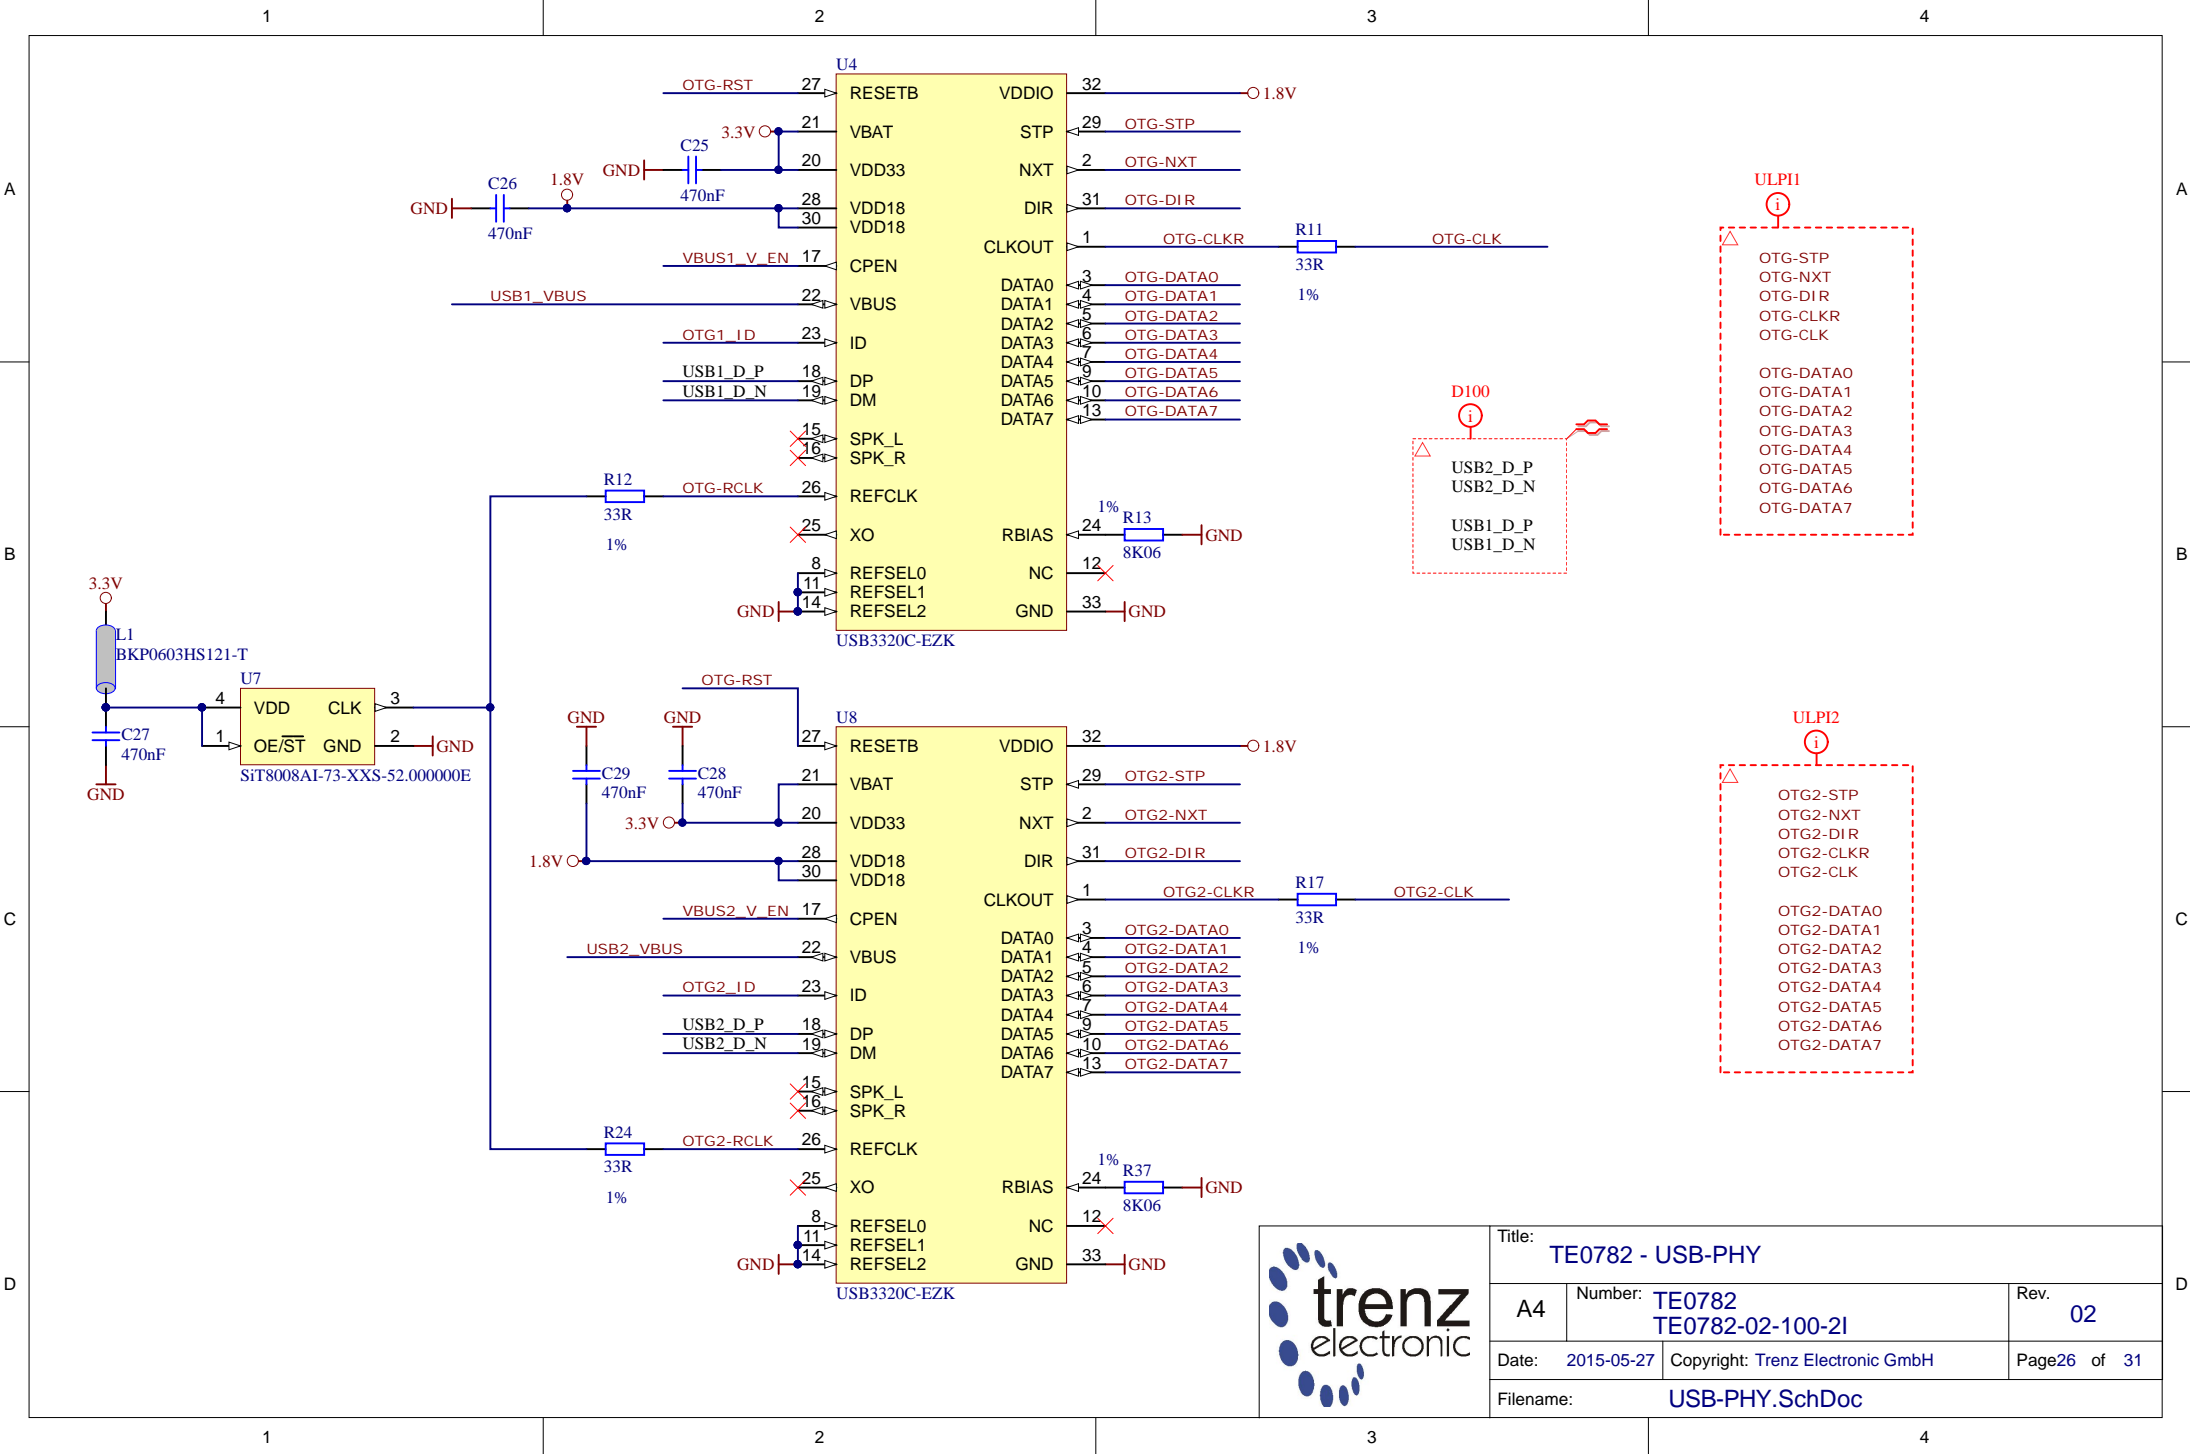 1 2 3 4
A
B
C
D
A
B
C
D
U4
OTG-RST 27 RESETB VDDIO 32 1.8V
3.3V 21 VBAT STP 29 OTG-STP
C25
GND 20 VDD33 NXT 2 OTG-NXT
470nF
C26 1.8V
GND 28 VDD18 DIR 31 OTG-DIR
30 VDD18
470nF
CLKOUT 1 OTG-CLKR R11 OTG-CLK
33R
1%
VBUS1_V_EN 17 CPEN
DATA0 3 OTG-DATA0
USB1_VBUS 22 VBUS DATA1 4 OTG-DATA1
DATA2 5 OTG-DATA2
OTG1_ID 23 ID DATA3 6 OTG-DATA3
DATA4 7 OTG-DATA4
USB1_D_P 18 DP DATA5 9 OTG-DATA5
USB1_D_N 19 DM DATA6 10 OTG-DATA6
DATA7 13 OTG-DATA7
15 SPK_L
16 SPK_R
R12 OTG-RCLK 26 REFCLK
33R
1%
25 XO RBIAS 24 1% R13 GND
8K06
8 REFSEL0 NC 12
11 REFSEL1
GND 14 REFSEL2 GND 33 GND
USB3320C-EZK
ULPI1
i
OTG-STP
OTG-NXT
OTG-DIR
OTG-CLKR
OTG-CLK
OTG-DATA0
OTG-DATA1
OTG-DATA2
OTG-DATA3
OTG-DATA4
OTG-DATA5
OTG-DATA6
OTG-DATA7
D100
i
USB2_D_P
USB2_D_N
USB1_D_P
USB1_D_N
3.3V
L1
BKP0603HS121-T
U7
4 VDD CLK 3
1 OE/ST GND 2 GND
SiT8008AI-73-XXS-52.000000E
C27
470nF
GND
U8
OTG-RST
27 RESETB VDDIO 32 1.8V
GND GND
C29 C28
470nF 470nF
21 VBAT STP 29 OTG2-STP
3.3V 20 VDD33 NXT 2 OTG2-NXT
1.8V 28 VDD18 DIR 31 OTG2-DIR
30 VDD18
CLKOUT 1 OTG2-CLKR R17 OTG2-CLK
33R
1%
VBUS2_V_EN 17 CPEN
DATA0 3 OTG2-DATA0
USB2_VBUS 22 VBUS DATA1 4 OTG2-DATA1
DATA2 5 OTG2-DATA2
OTG2_ID 23 ID DATA3 6 OTG2-DATA3
DATA4 7 OTG2-DATA4
USB2_D_P 18 DP DATA5 9 OTG2-DATA5
USB2_D_N 19 DM DATA6 10 OTG2-DATA6
DATA7 13 OTG2-DATA7
15 SPK_L
16 SPK_R
R24 OTG2-RCLK 26 REFCLK
33R
1%
25 XO RBIAS 24 1% R37 GND
8K06
8 REFSEL0 NC 12
11 REFSEL1
GND 14 REFSEL2 GND 33 GND
USB3320C-EZK
ULPI2
i
OTG2-STP
OTG2-NXT
OTG2-DIR
OTG2-CLKR
OTG2-CLK
OTG2-DATA0
OTG2-DATA1
OTG2-DATA2
OTG2-DATA3
OTG2-DATA4
OTG2-DATA5
OTG2-DATA6
OTG2-DATA7
trenz
electronic
Title: TE0782 - USB-PHY
A4 Number: TE0782
TE0782-02-100-2I
Rev. 02
Date: 2015-05-27 Copyright: Trenz Electronic GmbH Page26 of 31
Filename: USB-PHY.SchDoc
1 2 3 4